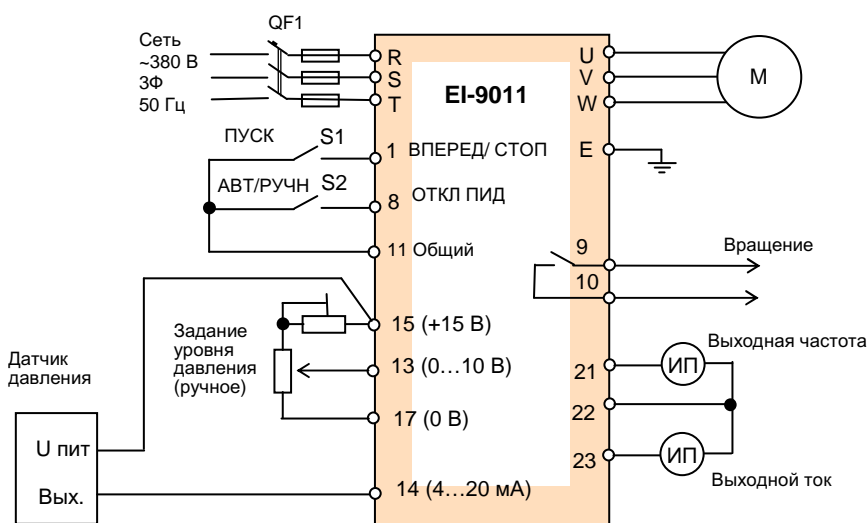 QF1
Сеть
~380 В
3Ф
50 Гц
R
S
T
EI-9011
U
V
W
M
ПУСК
S1
1 ВПЕРЕД/ СТОП
E
АВТ/РУЧН
S2
8 ОТКЛ ПИД
11 Общий
9
Вращение
10
15 (+15 В)
Задание
уровня
давления
(ручное)
13 (0…10 В)
17 (0 В)
Выходная частота
21
ИП
22
23
ИП
Выходной ток
Датчик
давления
U пит
Вых.
14 (4…20 мА)